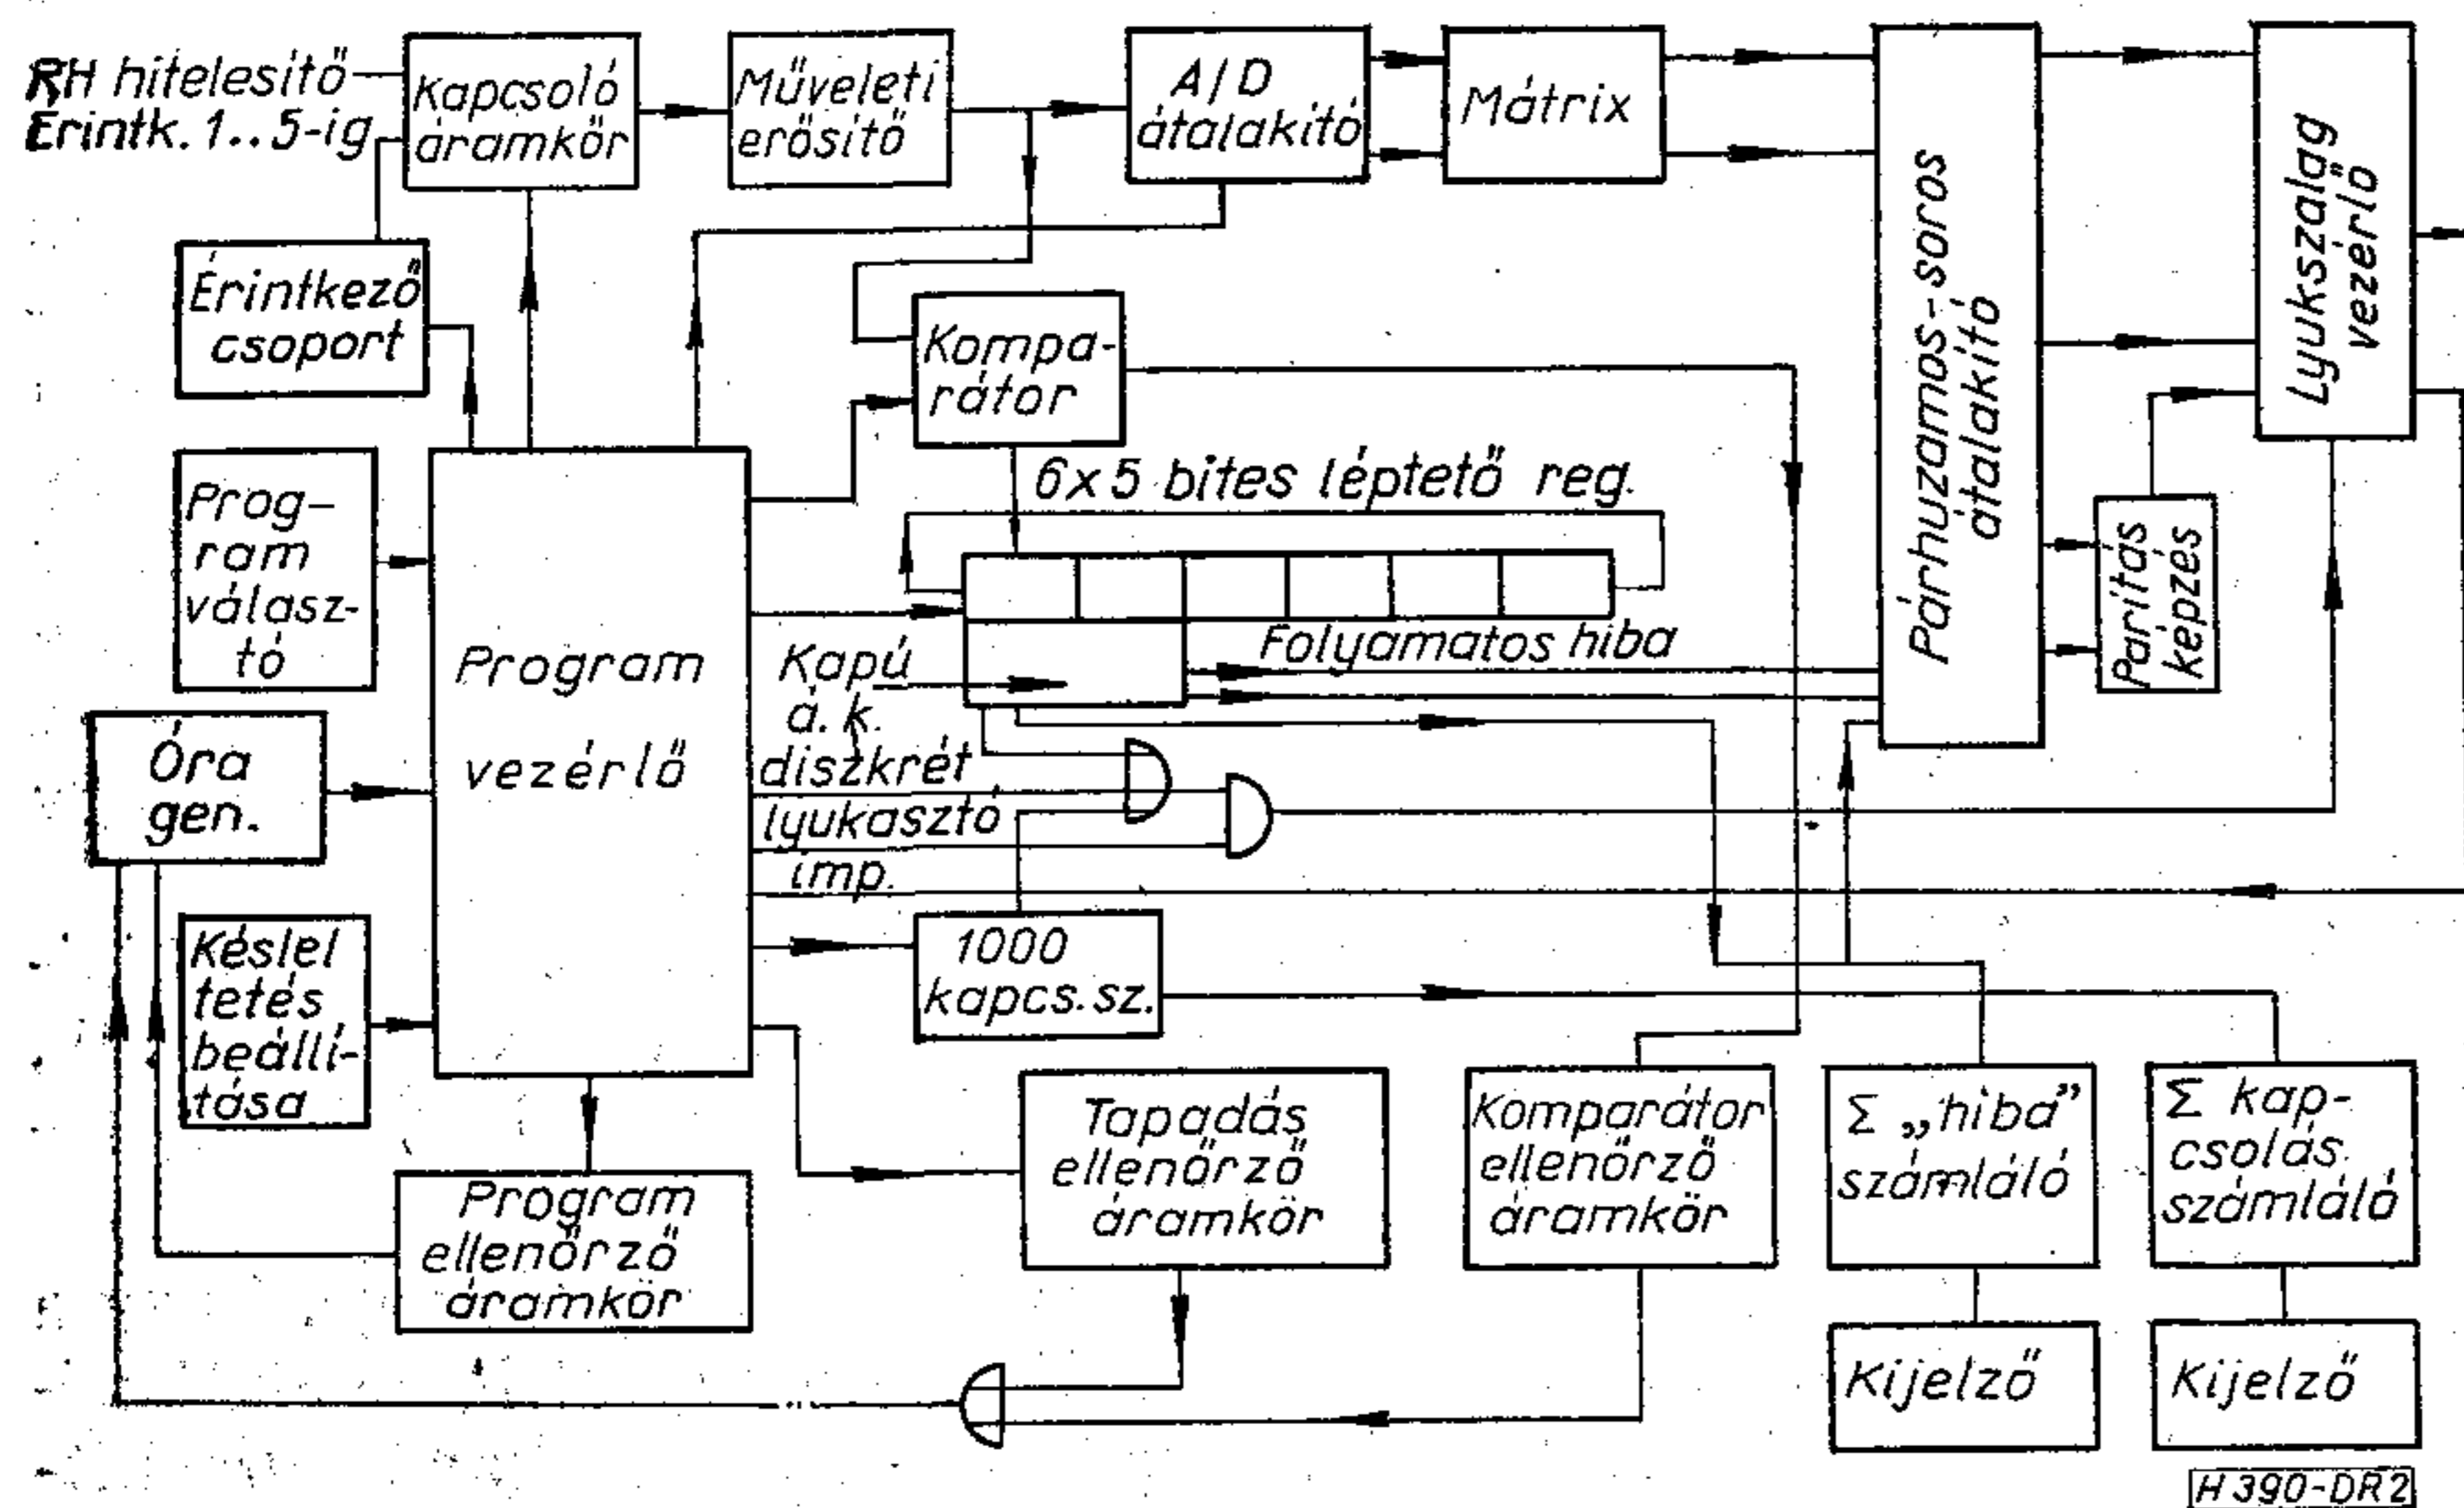 RH hitelesítő
Érintk. 1..5-ig
Kapcsoló
áramkör
Műveleti
erősítő
A/D
átalakító
Mátrix
Párhuzamos-soros
átalakító
Lyukszalag
vezérlő
Érintkező
csoport
Kompa-
rátor
6x5 bites léptető reg.
Prog-
ram
válasz-
tó
Program
vezérlő
Folyamatos hiba
Kapú
á.k.
diszkrét
lyukasztó
imp.
Paritás
képzés
Óra
gen.
Késlel
tetés
beállí-
tása
1000
kapcs.sz.
Program
ellenőrző
áramkör
Tapadás
ellenőrző
áramkör
Komparátor
ellenőrző
áramkör
Σ „hiba”
számláló
Σ kap-
csolás
számláló
Kijelző
Kijelző
H390-DR2